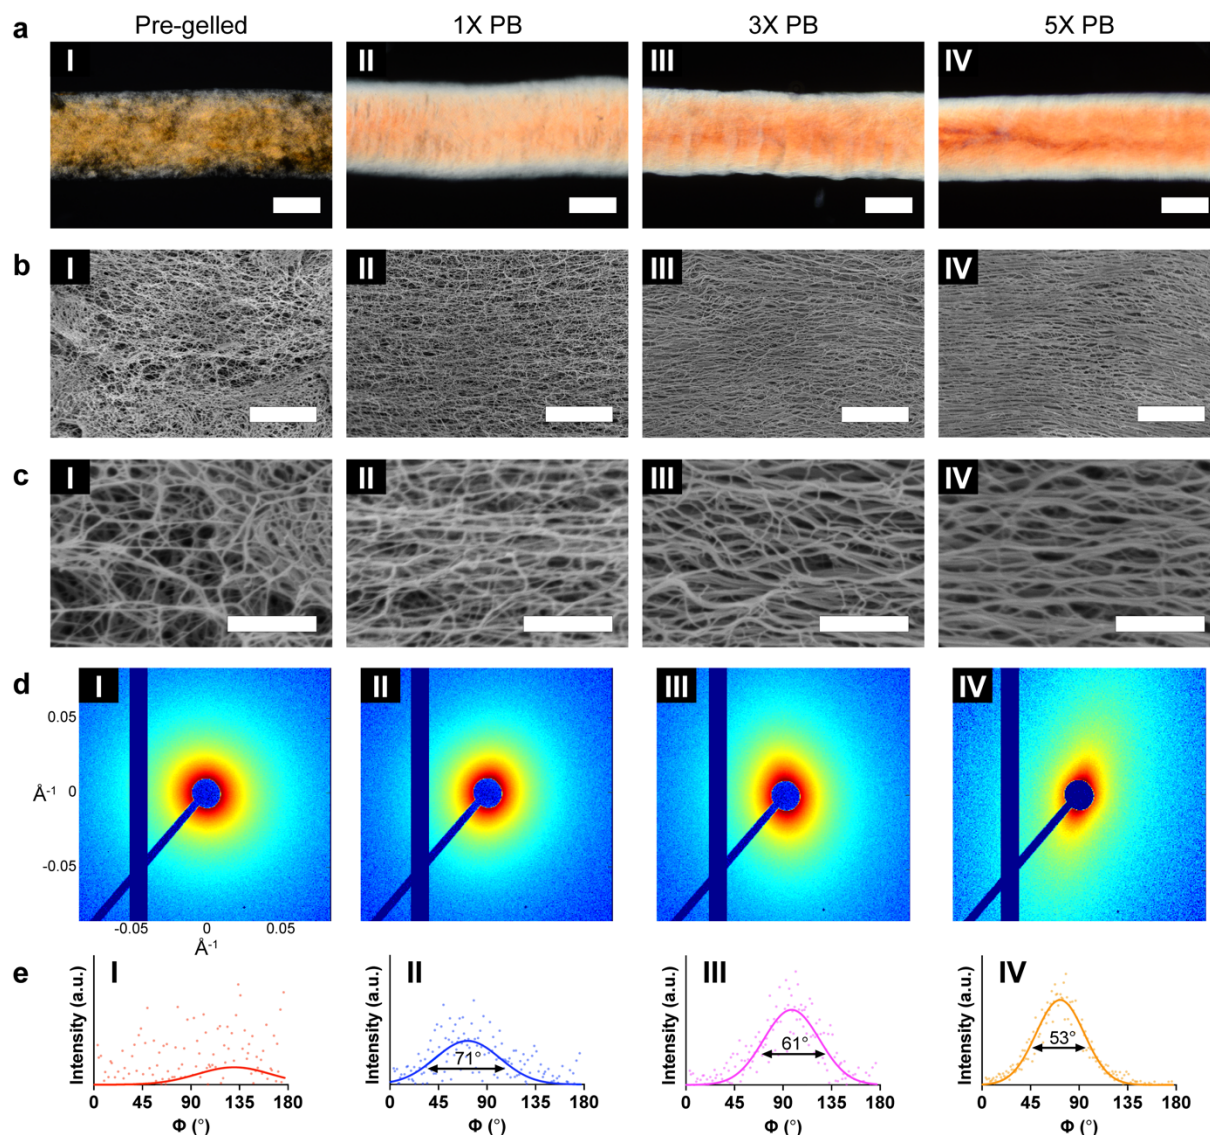 a Pre-gelled 1X PB 3X PB 5X PB
I II III IV
b I II III IV
c I II III IV
d I II III IV
0.05
Å⁻¹ 0
-0.05
-0.05 0 0.05
Å⁻¹
e I II III IV
Intensity (a.u.) Intensity (a.u.) Intensity (a.u.) Intensity (a.u.)
71° 61° 53°
0 45 90 135 180 0 45 90 135 180 0 45 90 135 180 0 45 90 135 180
Φ (°) Φ (°) Φ (°) Φ (°)